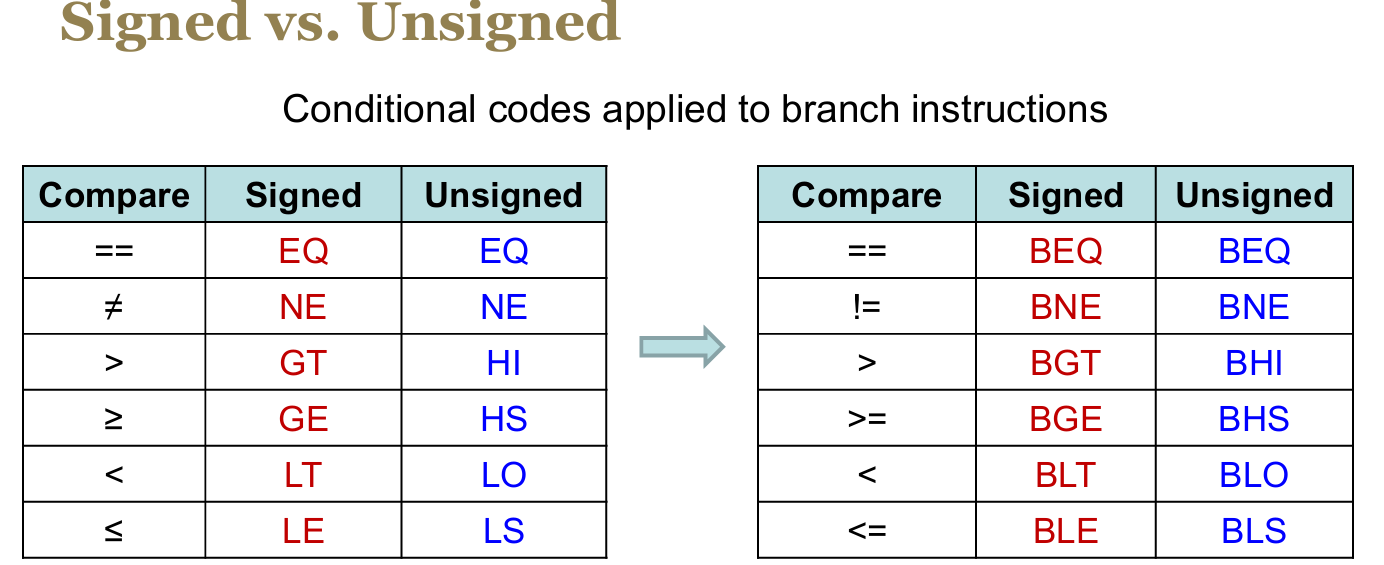 Signed vs. Unsigned
Conditional codes applied to branch instructions
Compare Signed Unsigned
== EQ EQ
≠ NE NE
> GT HI
≥ GE HS
< LT LO
≤ LE LS
Compare Signed Unsigned
== BEQ BEQ
!= BNE BNE
> BGT BHI
>= BGE BHS
< BLT BLO
<= BLE BLS